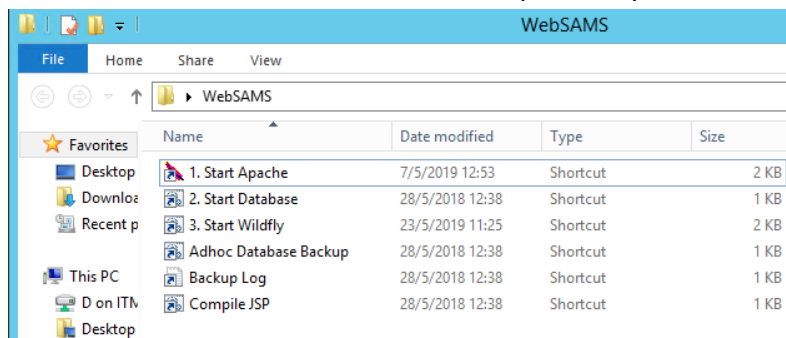 WebSAMS
File Home Share View
WebSAMS
Name Date modified Type Size
Favorites
Desktop
Downloa
Recent p
This PC
D on ITM
Desktop
1. Start Apache 7/5/2019 12:53 Shortcut 2 KB
2. Start Database 28/5/2018 12:38 Shortcut 1 KB
3. Start Wildfly 23/5/2019 11:25 Shortcut 2 KB
Adhoc Database Backup 28/5/2018 12:38 Shortcut 1 KB
Backup Log 28/5/2018 12:38 Shortcut 1 KB
Compile JSP 28/5/2018 12:38 Shortcut 1 KB